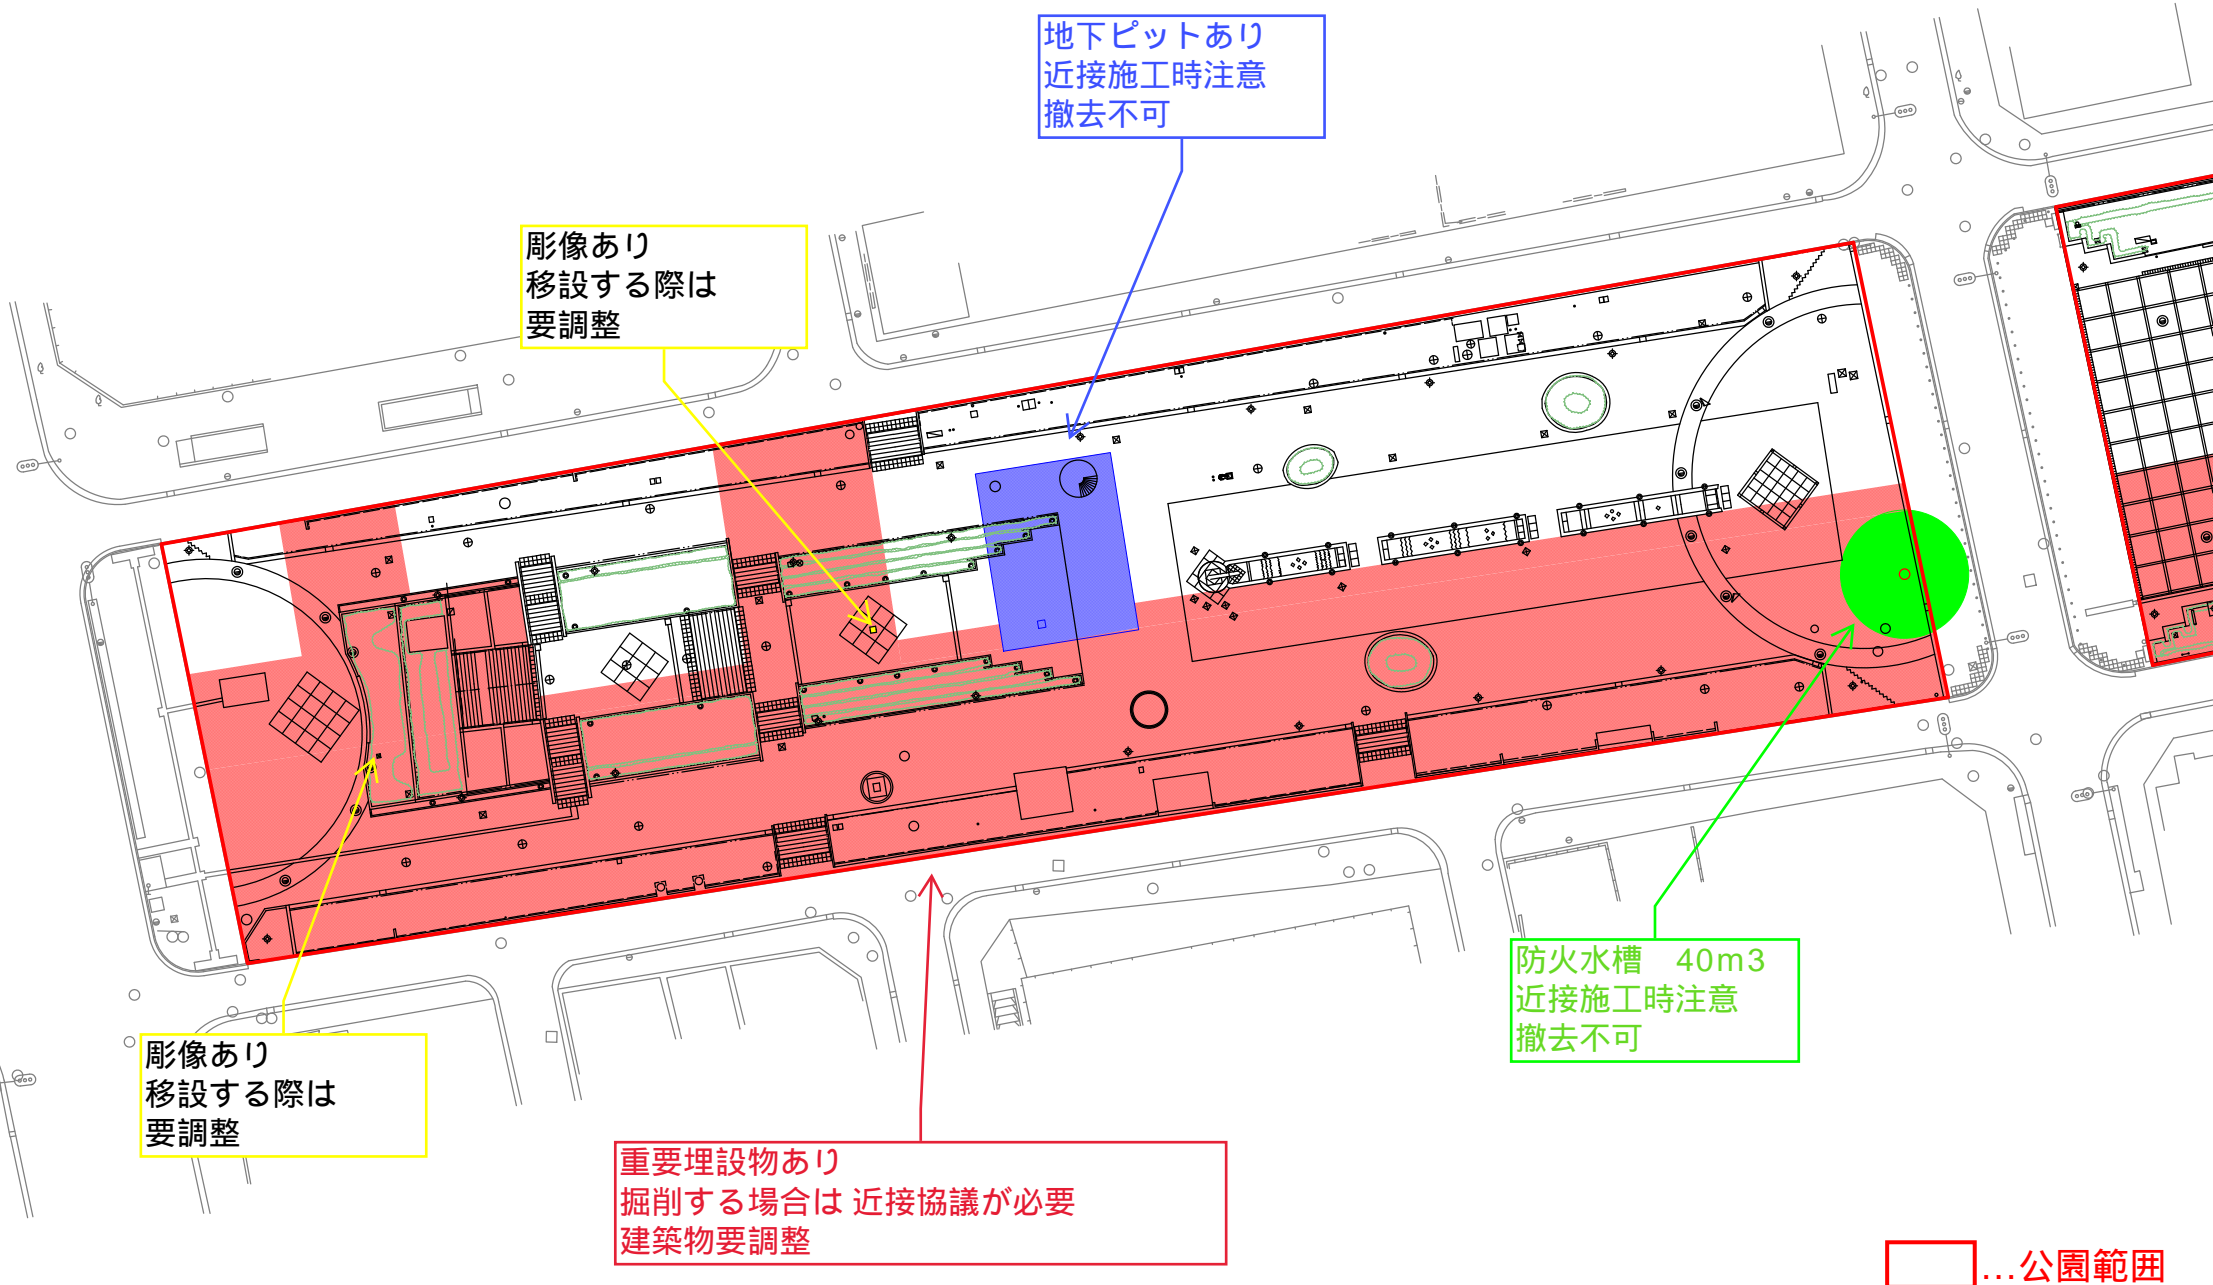 地下ピットあり
近接施工時注意
撤去不可
彫像あり
移設する際は
要調整
防火水槽　40m3
近接施工時注意
撤去不可
彫像あり
移設する際は
要調整
重要埋設物あり
掘削する場合は 近接協議が必要
建築物要調整
…公園範囲